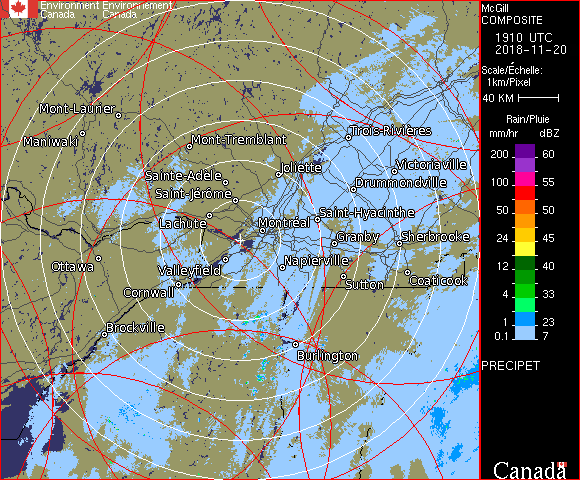 Environment Environnement
Canada Canada
McGill
COMPOSITE
1910 UTC
2018-11-20
Scale/Échelle:
1km/Pixel
40 KM
Rain/Pluie
mm/hr dBZ
200 60
100 55
50 50
24 45
12 40
4 33
1 23
0.1 7
PRECIPET
Canada
Mont-Laurier
Maniwaki
Mont-Tremblant
Trois-Rivières
Joliette
Victoriaville
Sainte-Adèle
Drummondville
Saint-Jérôme
Lachute
Montréal
Saint-Hyacinthe
Granby
Sherbrooke
Ottawa
Valleyfield
Napierville
Cornwall
Sutton
Coaticook
Brockville
Burlington